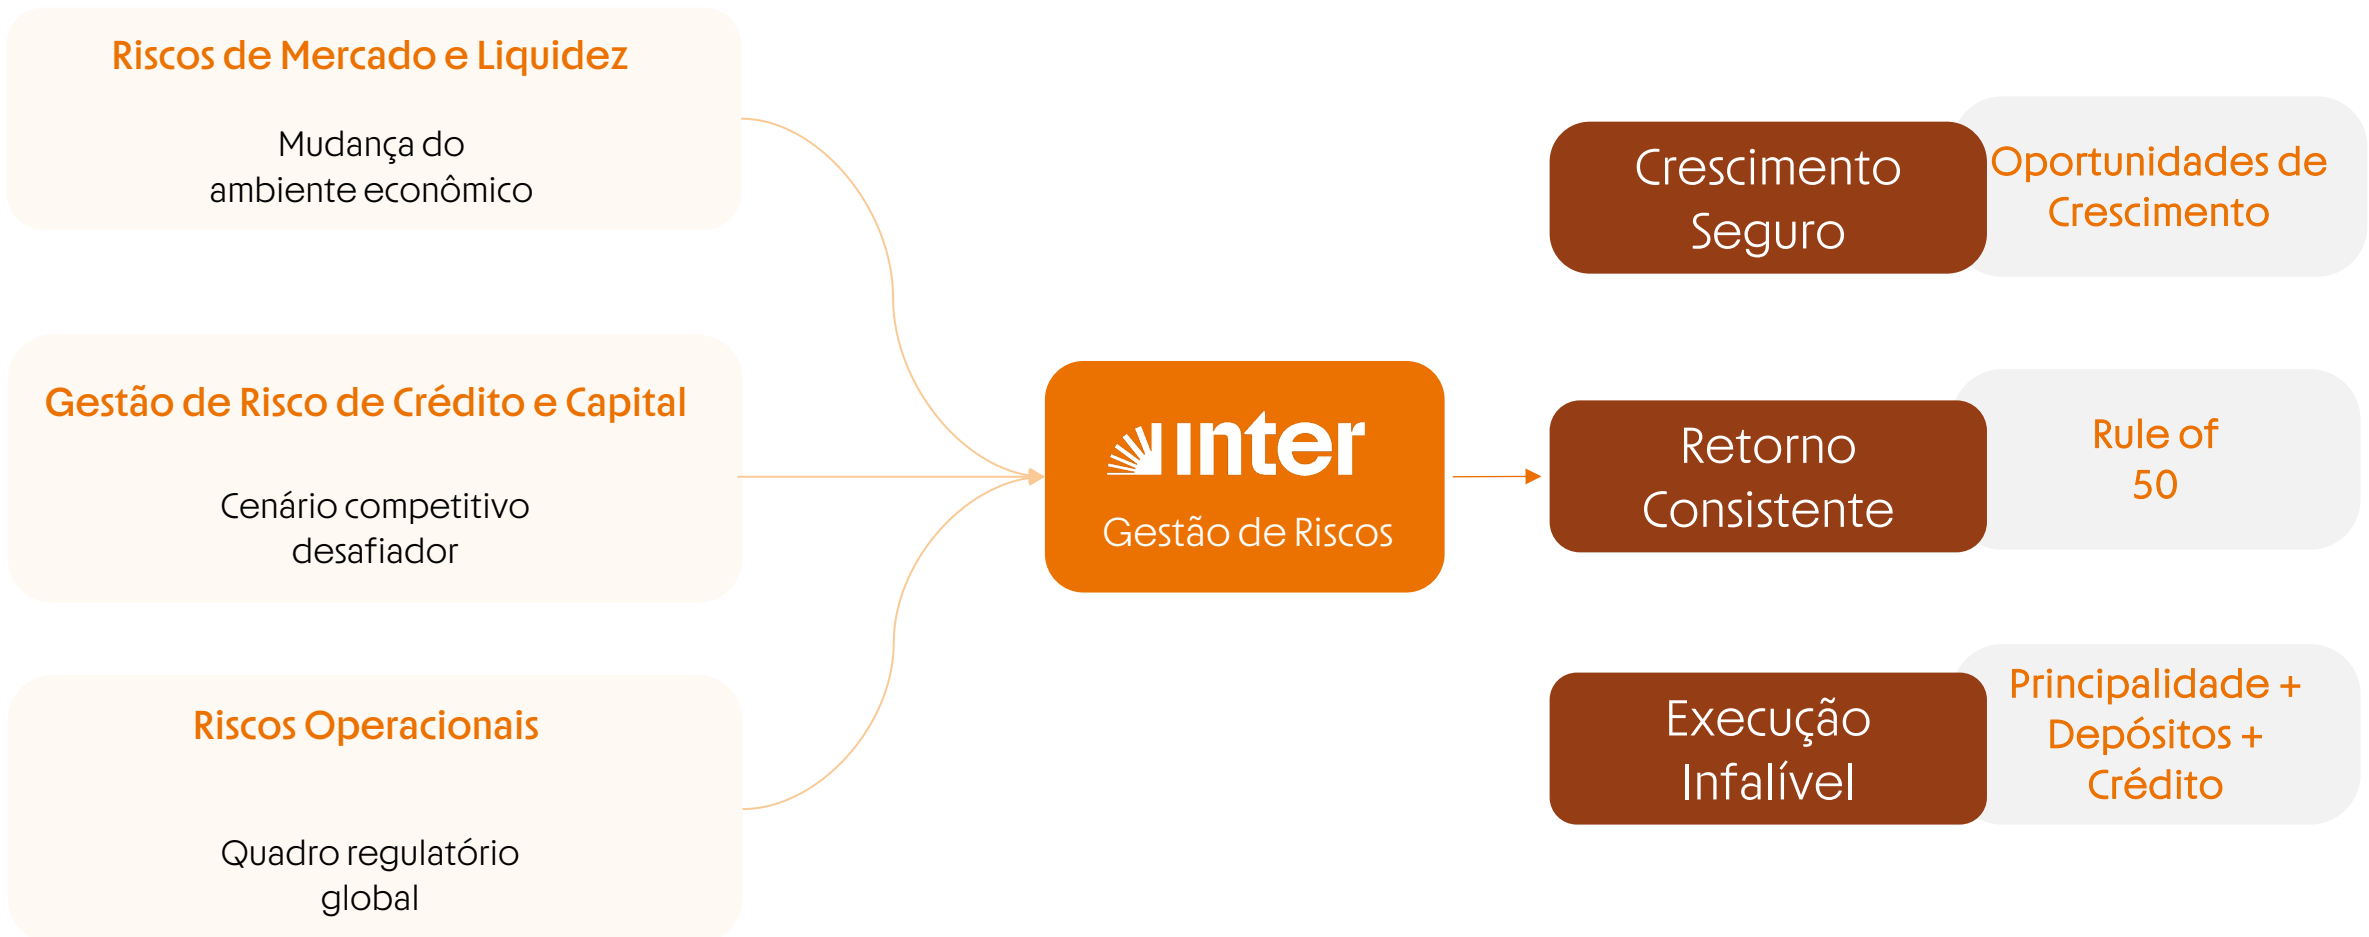 Riscos de Mercado e Liquidez
Mudança do
ambiente econômico
Gestão de Risco de Crédito e Capital
Cenário competitivo
desafiador
Riscos Operacionais
Quadro regulatório
global
inter
Gestão de Riscos
Crescimento
Seguro
Oportunidades de
Crescimento
Retorno
Consistente
Rule of
50
Execução
Infalível
Principalidade +
Depósitos +
Crédito